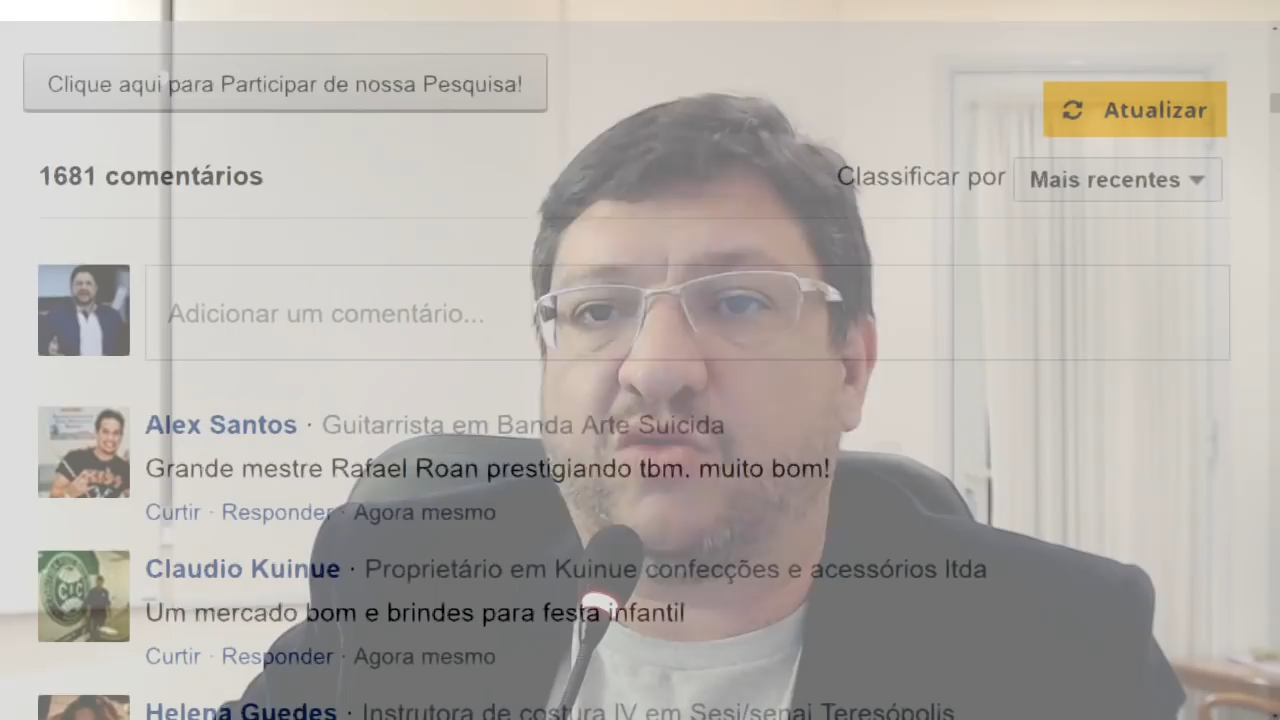 Clique aqui para Participar de nossa Pesquisa!
Atualizar
1681 comentários
Classificar por
Mais recentes
Adicionar um comentário...
Alex Santos · Guitarrista em Banda Arte Suicida
Grande mestre Rafael Roan prestigiando tbm. muito bom!
Curtir · Responder · Agora mesmo
Claudio Kuinue · Proprietário em Kuinue confecções e acessórios ltda
Um mercado bom e brindes para festa infantil
Curtir · Responder · Agora mesmo
Helena Guedes · Instrutora de costura IV em Sesi/senai Teresópolis